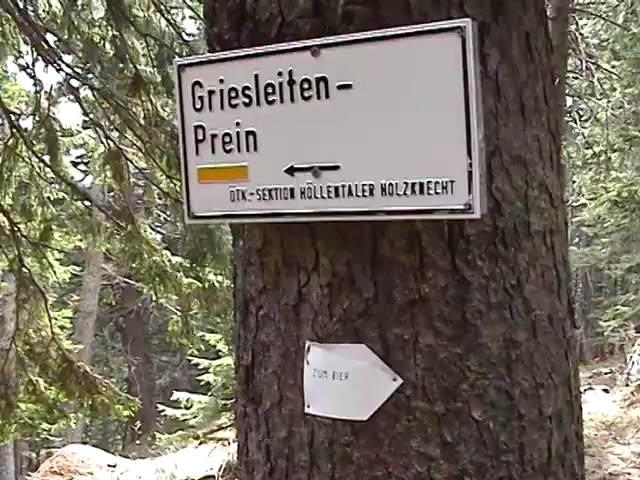 Griesleiten-
Prein
ÖTK.-SEKTION HÖLLENTALER HOLZKNECHT
ZUM BIER